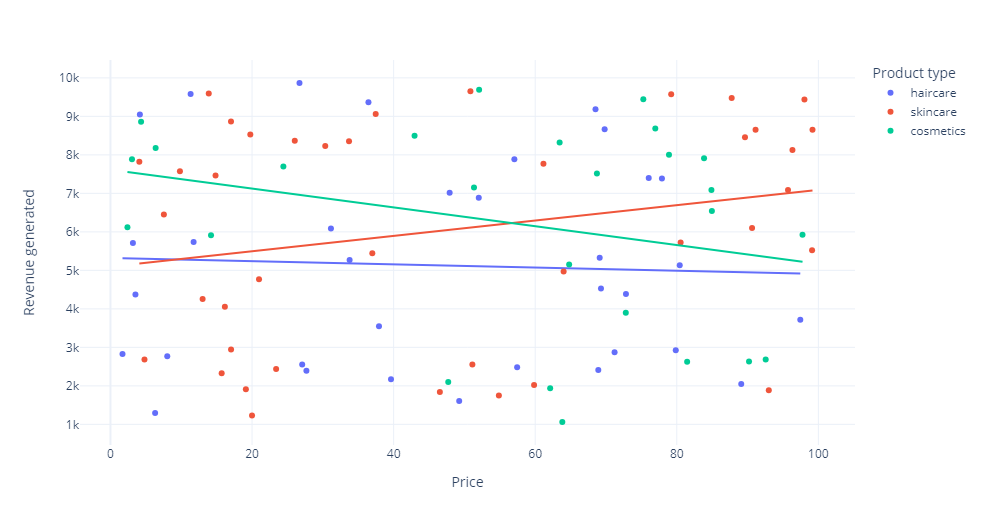 Product type
haircare
skincare
cosmetics
Revenue generated
10k
9k
8k
7k
6k
5k
4k
3k
2k
1k
0 20 40 60 80 100
Price